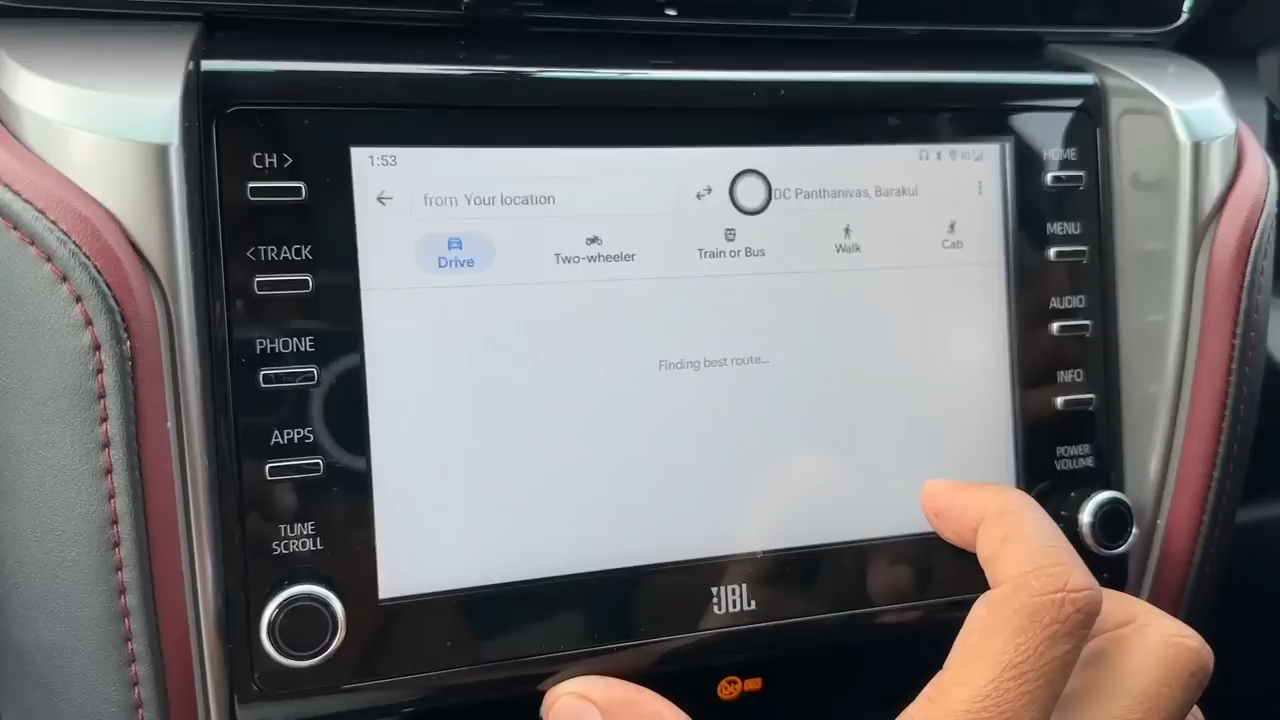 CH >
<TRACK
PHONE
APPS
TUNE
SCROLL
1:53
from Your location
DC Panthanivas, Barakul
Drive
Two-wheeler
Train or Bus
Walk
Cab
Finding best route...
JBL
HOME
MENU
AUDIO
INFO
POWER
VOLUME